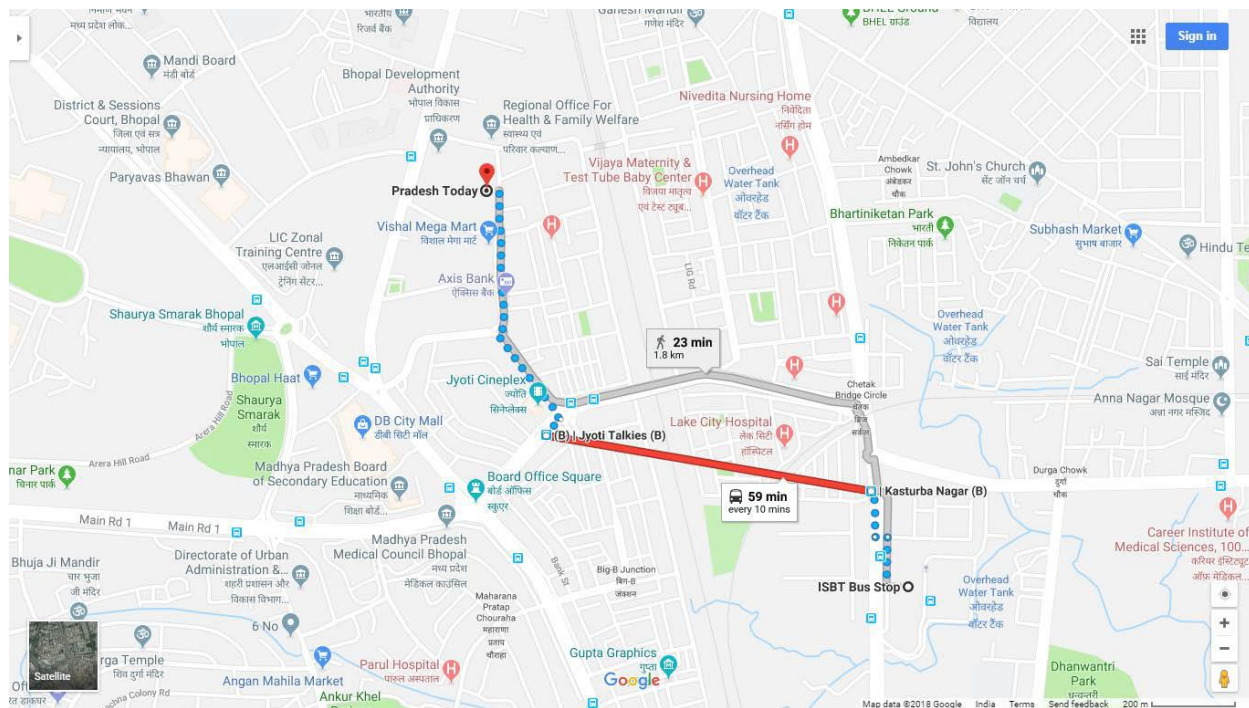 मध्य प्रदेश लोक...
भारतीय
रिजर्व बैंक
गणेश मंदिर
BHEL ग्राउंड
विद्यालय
Sign in
Mandi Board
मंडी बोर्ड
Bhopal Development
Authority
भोपाल विकास
प्राधिकरण
Regional Office For
Health & Family Welfare
स्वास्थ्य एवं
परिवार कल्याण...
Nivedita Nursing Home
निवेदिता
नर्सिंग होम
District & Sessions
Court, Bhopal
जिला एवं सत्र
न्यायालय, भोपाल
Paryavas Bhawan
Pradesh Today
Vijaya Maternity &
Test Tube Baby Center
विजया मातृत्व
एवं टेस्ट ट्यूब...
Overhead
Water Tank
ओवरहेड
वॉटर टैंक
Ambedkar
Chowk
अंबेडकर
चौक
St. John's Church
सेंट जॉन चर्च
Vishal Mega Mart
विशाल मेगा मार्ट
Bhartiniketan Park
भारती
निकेतन पार्क
Subhash Market
सुभाष बाजार
Hindu Te
LIC Zonal
Training Centre
एलआईसी जोनल
ट्रेनिंग सेंटर...
Axis Bank
ऐक्सिस बैंक
LIG Rd
Shaurya Smarak Bhopal
शौर्य स्मारक
भोपाल
Overhead
Water Tank
ओवरहेड
वॉटर टैंक
23 min
1.8 km
Sai Temple
साई मंदिर
Bhopal Haat
Jyoti Cineplex
ज्योति
सिनेप्लेक्स
Chetak
Bridge Circle
चेतक
ब्रिज
सर्कल
Anna Nagar Mosque
अन्ना नगर मस्जिद
Shaurya
Smarak
शौर्य
स्मारक
Arera Hill Road
DB City Mall
डीबी सिटी मॉल
(B) | Jyoti Talkies (B)
Lake City Hospital
लेक सिटी
हॉस्पिटल
Arera Hill Road
nar Park
चिनार पार्क
Madhya Pradesh Board
of Secondary Education
माध्यमिक
शिक्षा बोर्ड...
Board Office Square
बोर्ड ऑफिस
स्कुएर
59 min
every 10 mins
Kasturba Nagar (B)
Durga Chowk
दुर्गा
चौक
Main Rd 1
Main Rd 1
Madhya Pradesh
Medical Council Bhopal
मध्य प्रदेश
मेडिकल काउंसिल
Career Institute of
Medical Sciences, 100...
करियर इंस्टिट्यूट
ऑफ़ मेडिकल...
Bhuja Ji Mandir
चार भुजा
जी मंदिर
Directorate of Urban
Administration &...
शहरी प्रशासन और
विकास विभाग...
Bank St
Big-B Junction
बिग-B
जंक्शन
ISBT Bus Stop
Overhead
Water Tank
ओवरहेड
वॉटर टैंक
Maharana
Pratap
Chouraha
महाराणा
प्रताप
चौराहा
6 No
Satellite
rga Temple
शिव दुर्गा मंदिर
Angan Mahila Market
Parul Hospital
पारुल अस्पताल
Gupta Graphics
गुप्ता
Google
Dhanwantri
Park
धन्वन्तरी
Ankur Khel
chna Colony Rd
Map data ©2018 Google India Terms Send feedback 200 m